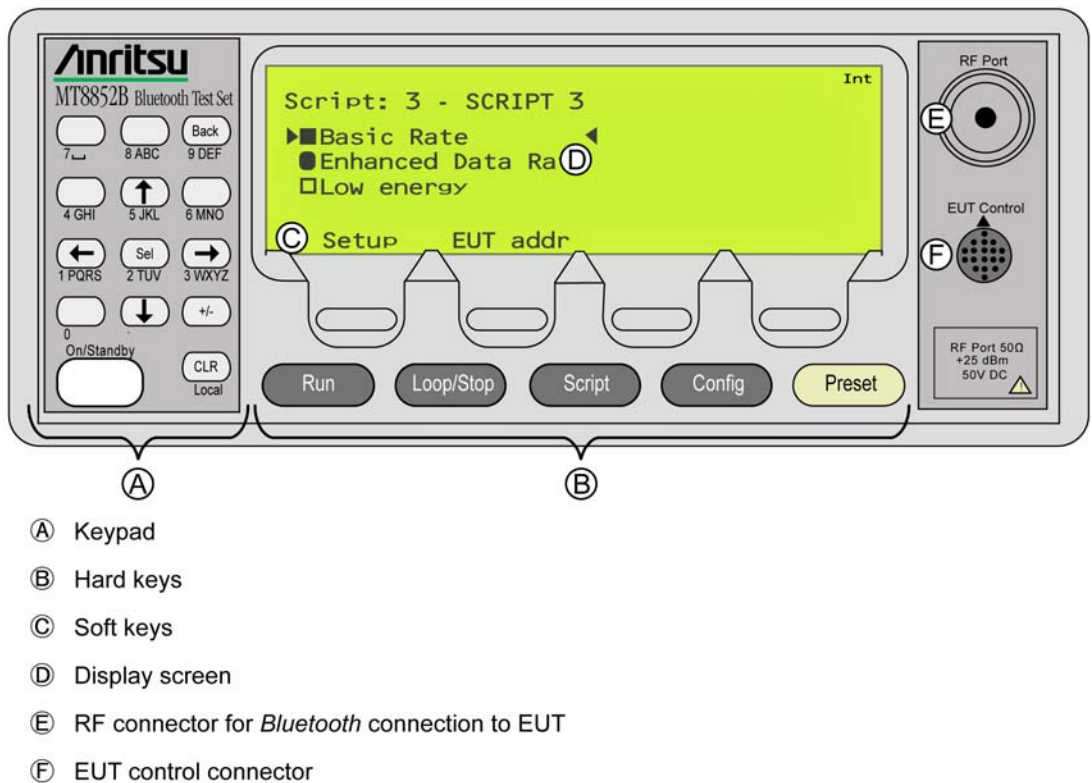 Anritsu
MT8852B Bluetooth Test Set
Back
7⎵ 8 ABC 9 DEF
4 GHI 5 JKL 6 MNO
Sel
1 PQRS 2 TUV 3 WXYZ
+/-
0 .
On/Standby
CLR
Local
Int
Script: 3 - SCRIPT 3
Basic Rate
Enhanced Data Ra
D
Low energy
C Setup EUT addr
Run Loop/Stop Script Config Preset
RF Port
E
EUT Control
F
RF Port 50Ω
+25 dBm
50V DC
A B
A Keypad
B Hard keys
C Soft keys
D Display screen
E RF connector for Bluetooth connection to EUT
F EUT control connector